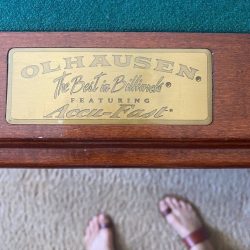 OLHAUSEN®
The Best in Billiards®
FEATURING
Accu-Fast®